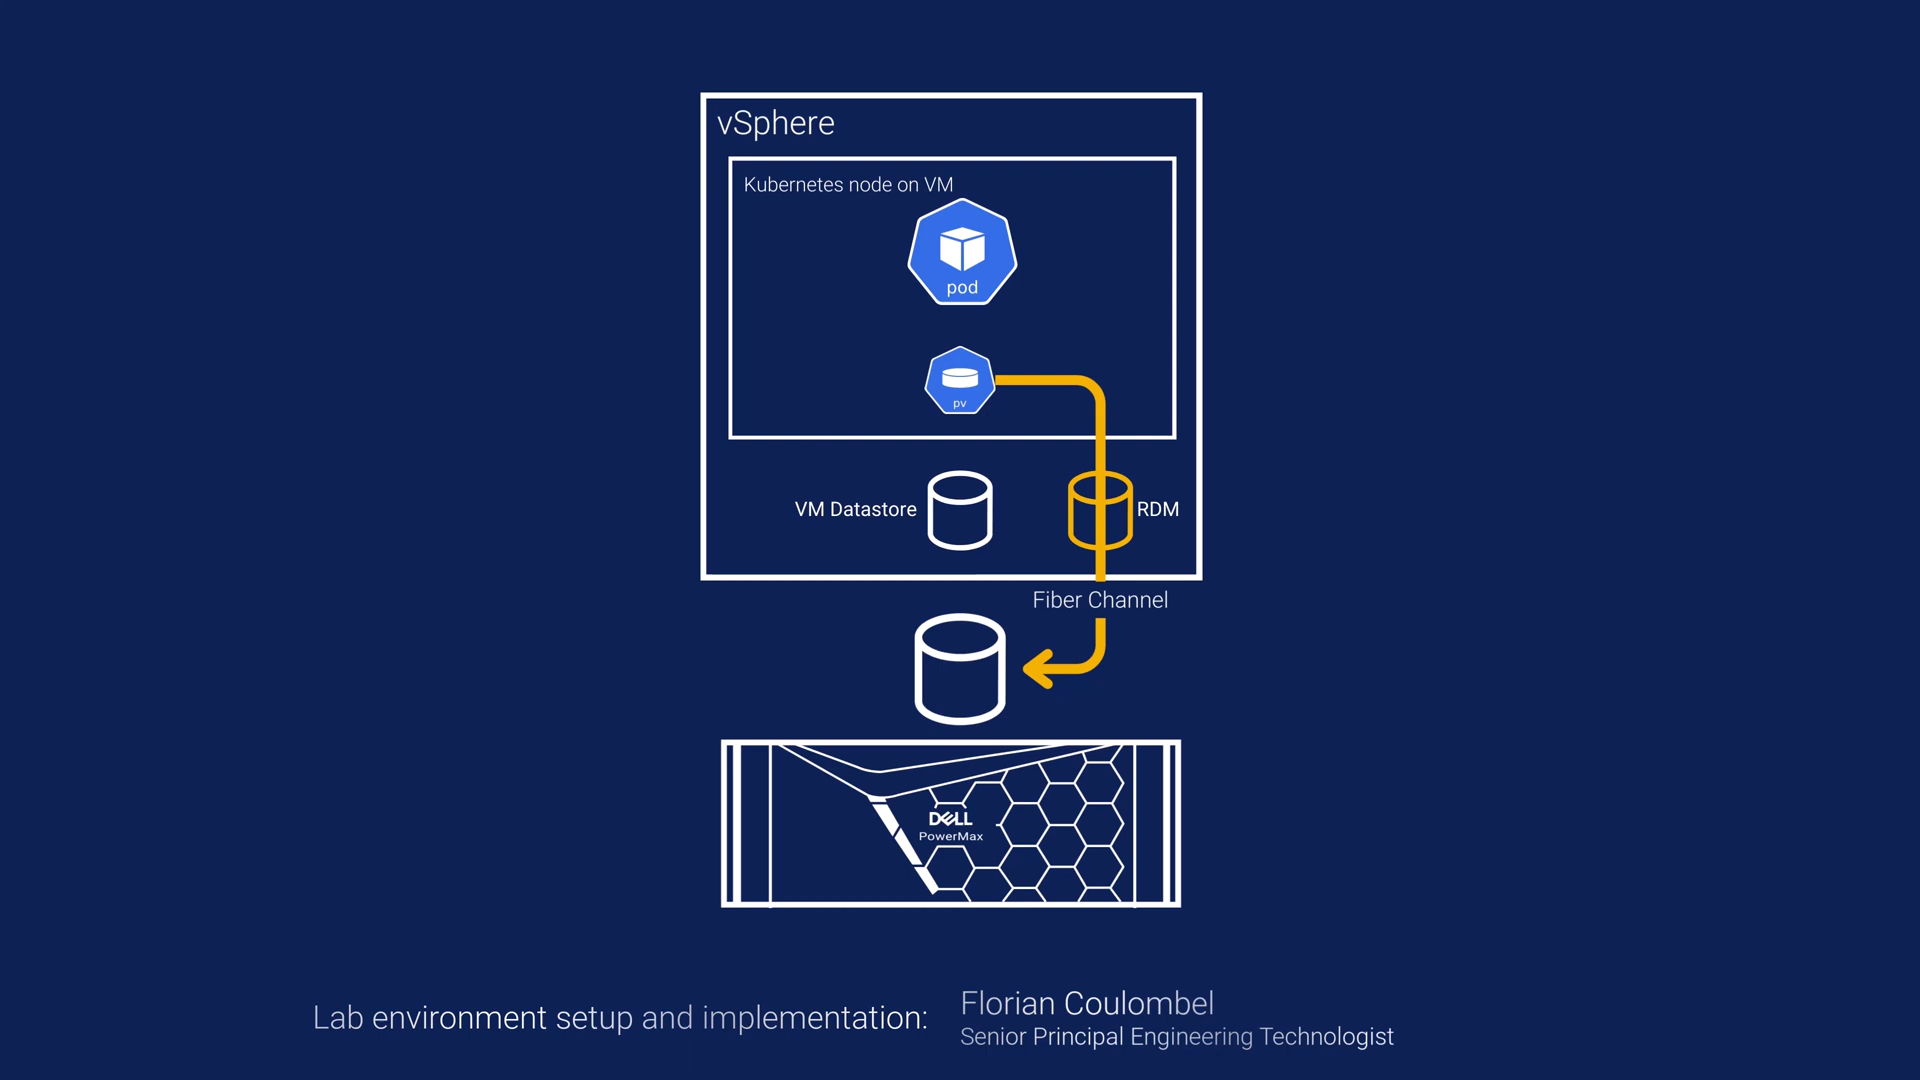 vSphere
Kubernetes node on VM
pod
pv
VM Datastore
RDM
Fiber Channel
DELL
PowerMax
Lab environment setup and implementation:
Florian Coulombel
Senior Principal Engineering Technologist